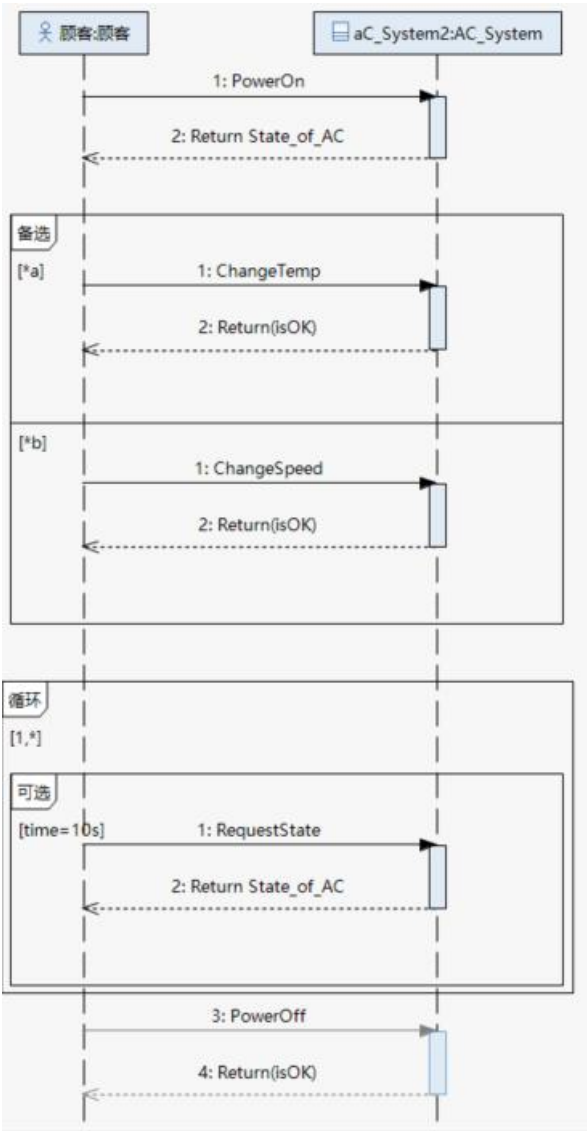 顾客:顾客
aC_System2:AC_System
1: PowerOn
2: Return State_of_AC
备选
[*a]
1: ChangeTemp
2: Return(isOK)
[*b]
1: ChangeSpeed
2: Return(isOK)
循环
[1,*]
可选
[time=10s]
1: RequestState
2: Return State_of_AC
3: PowerOff
4: Return(isOK)